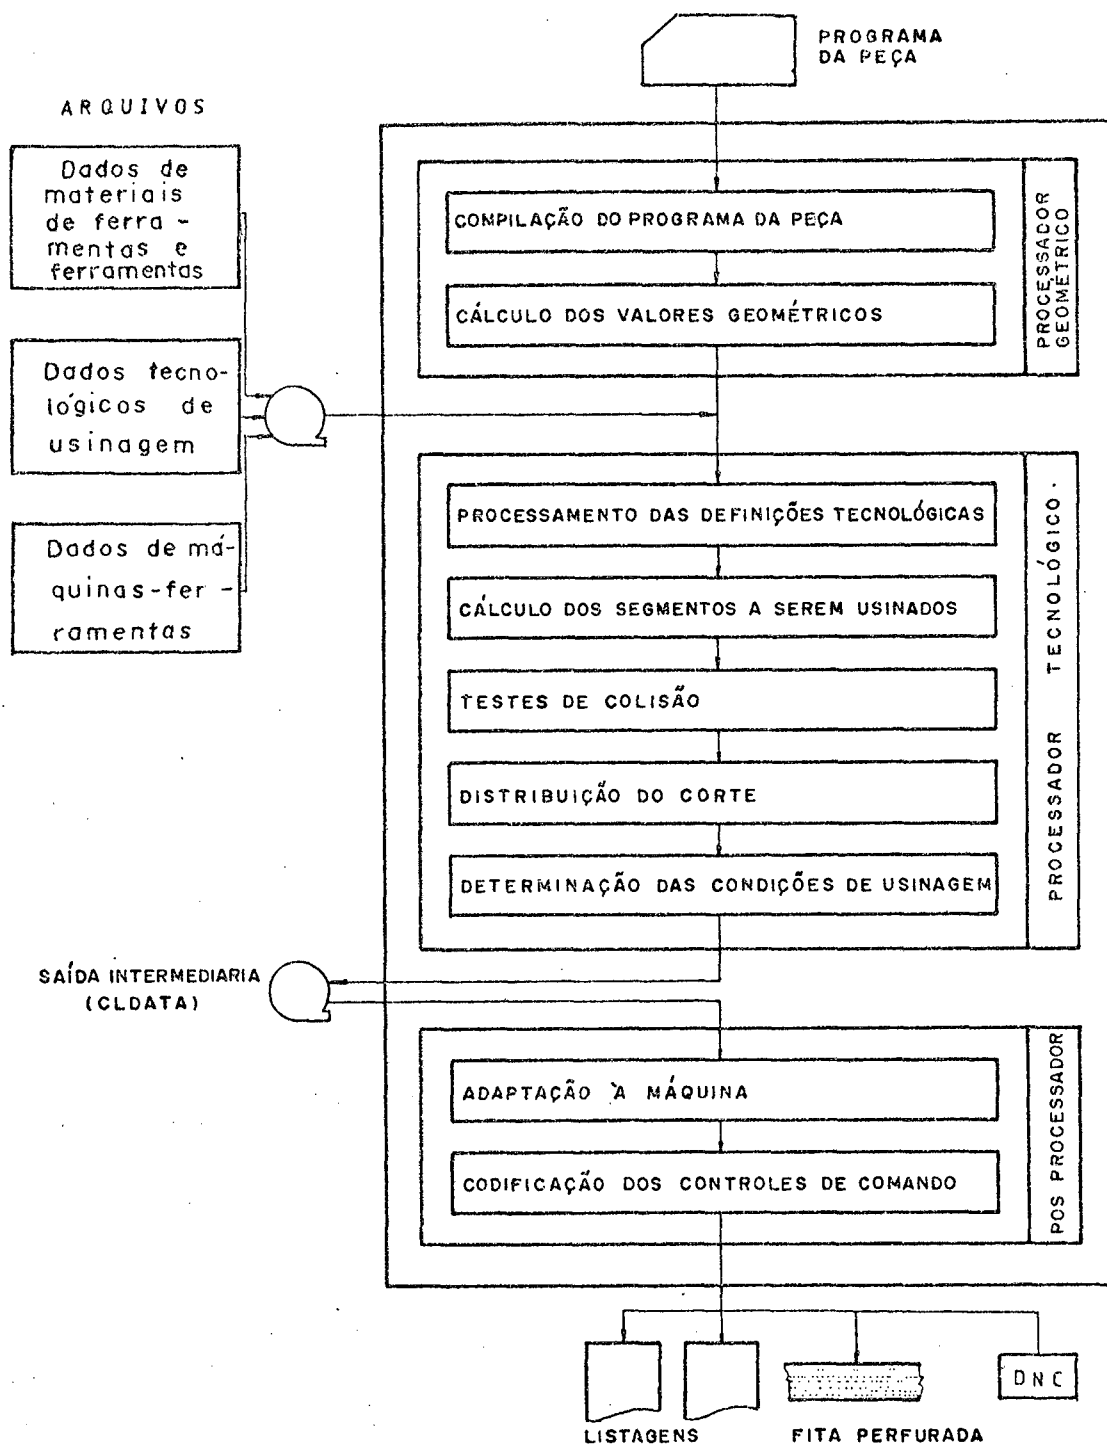 PROGRAMA
DA PEÇA
ARQUIVOS
Dados de
materiais
de ferra -
mentas e
ferramentas
Dados tecno-
lógicos de
usinagem
Dados de má-
quinas-fer -
ramentas
COMPILAÇÃO DO PROGRAMA DA PEÇA
CÁLCULO DOS VALORES GEOMÉTRICOS
PROCESSADOR
GEOMÉTRICO
PROCESSAMENTO DAS DEFINIÇÕES TECNOLÓGICAS
CÁLCULO DOS SEGMENTOS A SEREM USINADOS
TESTES DE COLISÃO
DISTRIBUIÇÃO DO CORTE
DETERMINAÇÃO DAS CONDIÇÕES DE USINAGEM
PROCESSADOR TECNOLÓGICO.
SAÍDA INTERMEDIARIA
(CLDATA)
ADAPTAÇÃO À MÁQUINA
CODIFICAÇÃO DOS CONTROLES DE COMANDO
POS PROCESSADOR
DNC
LISTAGENS
FITA PERFURADA